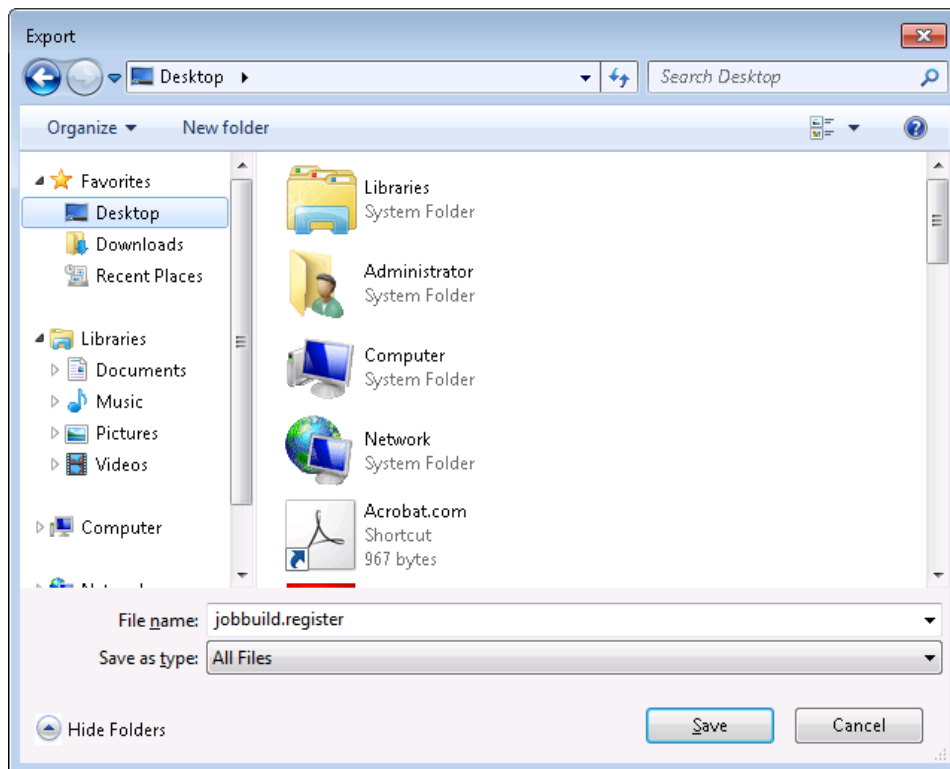 Export
Desktop
Search Desktop
Organize
New folder
Favorites
Desktop
Downloads
Recent Places
Libraries
Documents
Music
Pictures
Videos
Computer
Libraries
System Folder
Administrator
System Folder
Computer
System Folder
Network
System Folder
Acrobat.com
Shortcut
967 bytes
File name: jobbuild.register
Save as type: All Files
Hide Folders
Save
Cancel